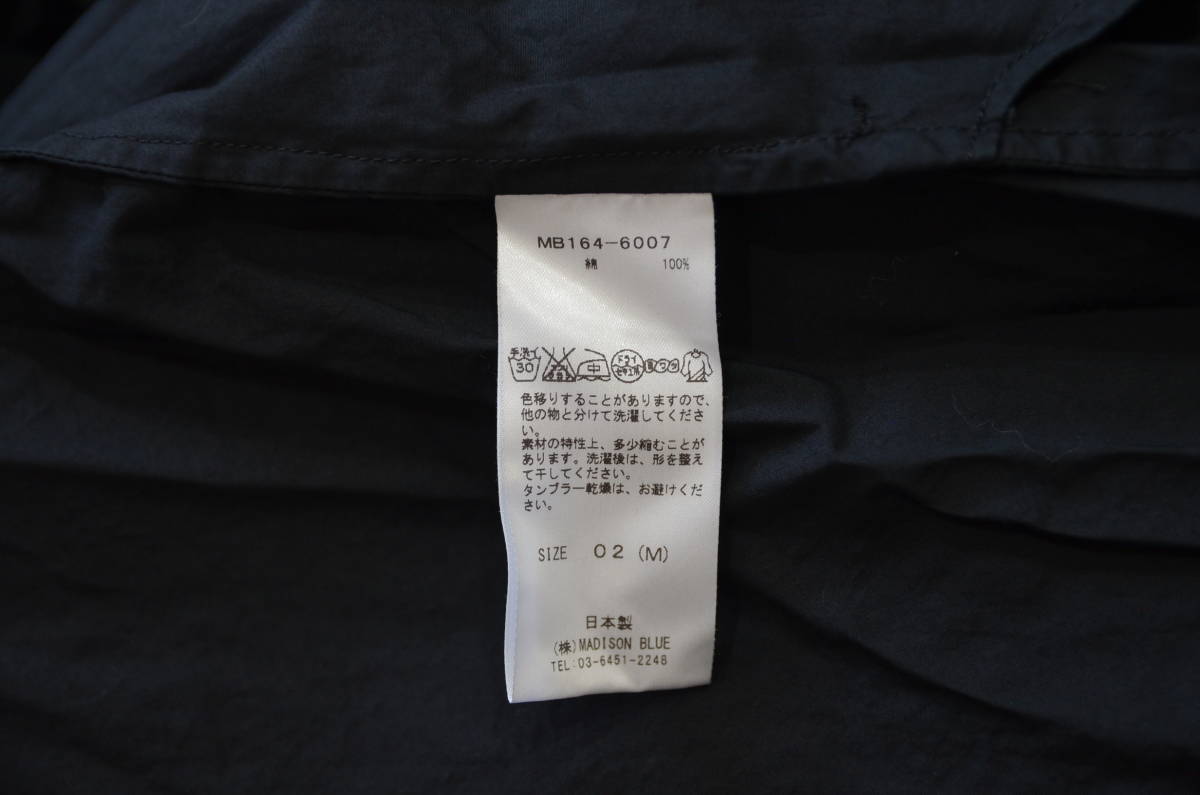 MB164-6007
綿 100%
手洗イ
30 中 ドライ
セキユ系
色移りすることがありますので、
他の物と分けて洗濯してくださ
い。
素材の特性上、多少縮むことが
あります。洗濯後は、形を整え
て干してください。
タンブラー乾燥は、お避けくだ
さい。
SIZE 02 (M)
日本製
(株)MADISON BLUE
TEL:03-6451-2248